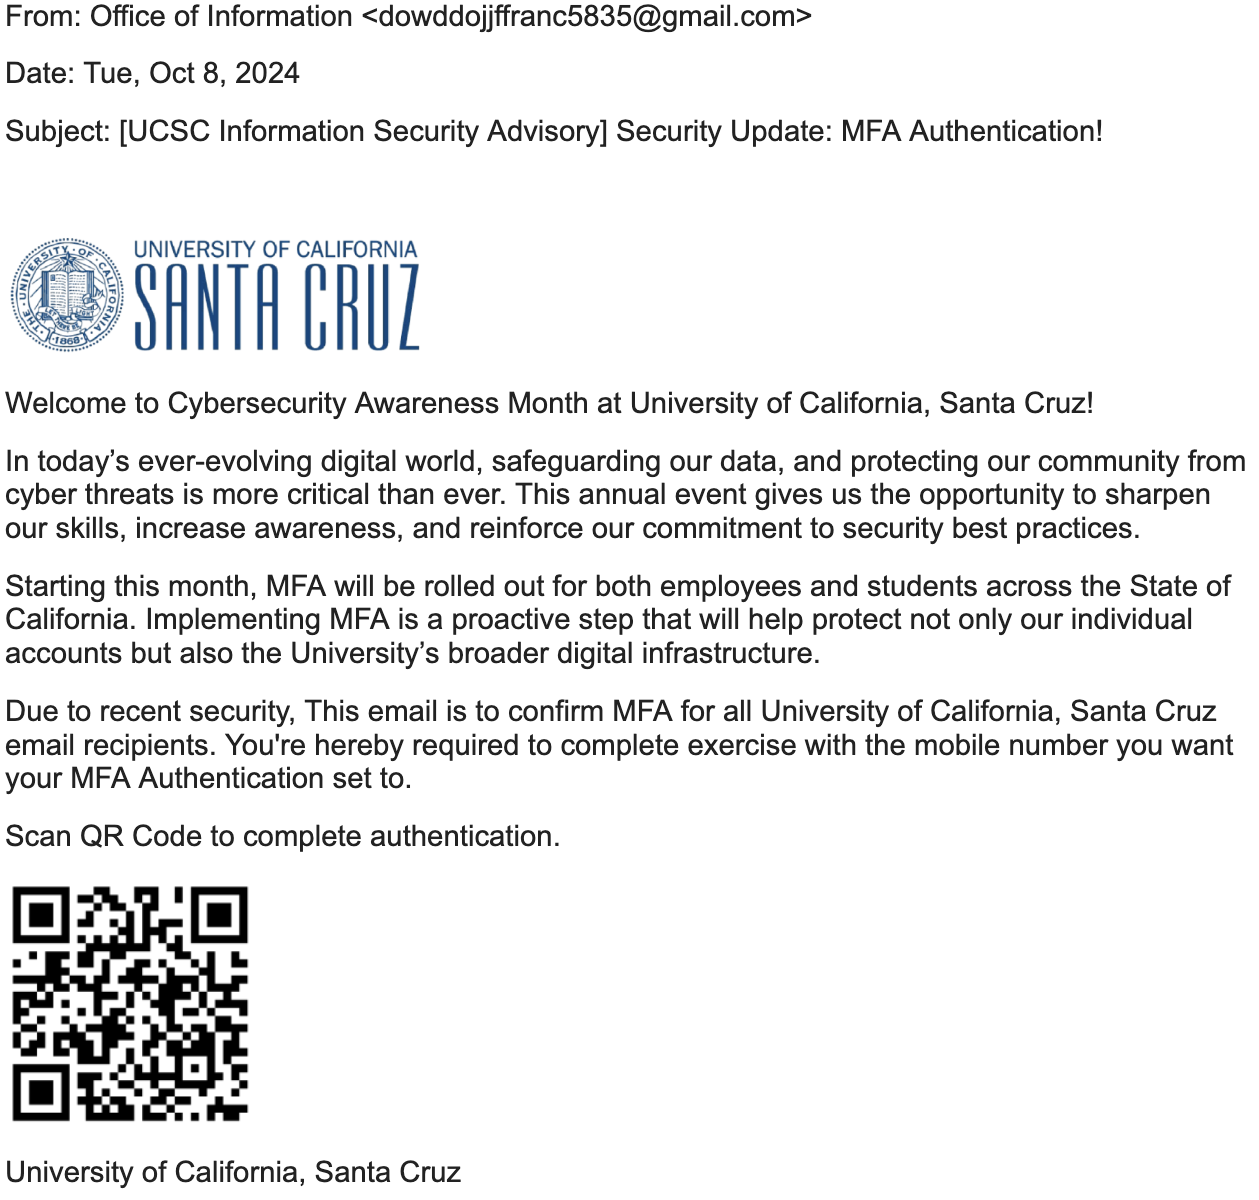 From: Office of Information <dowddojjffranc5835@gmail.com>
Date: Tue, Oct 8, 2024
Subject: [UCSC Information Security Advisory] Security Update: MFA Authentication!
THE · UNIVERSITY · OF · CALIFORNIA
LET THERE BE LIGHT
· 1868 ·
UNIVERSITY OF CALIFORNIA
SANTA CRUZ
Welcome to Cybersecurity Awareness Month at University of California, Santa Cruz!
In today’s ever-evolving digital world, safeguarding our data, and protecting our community from
cyber threats is more critical than ever. This annual event gives us the opportunity to sharpen
our skills, increase awareness, and reinforce our commitment to security best practices.
Starting this month, MFA will be rolled out for both employees and students across the State of
California. Implementing MFA is a proactive step that will help protect not only our individual
accounts but also the University’s broader digital infrastructure.
Due to recent security, This email is to confirm MFA for all University of California, Santa Cruz
email recipients. You're hereby required to complete exercise with the mobile number you want
your MFA Authentication set to.
Scan QR Code to complete authentication.
University of California, Santa Cruz